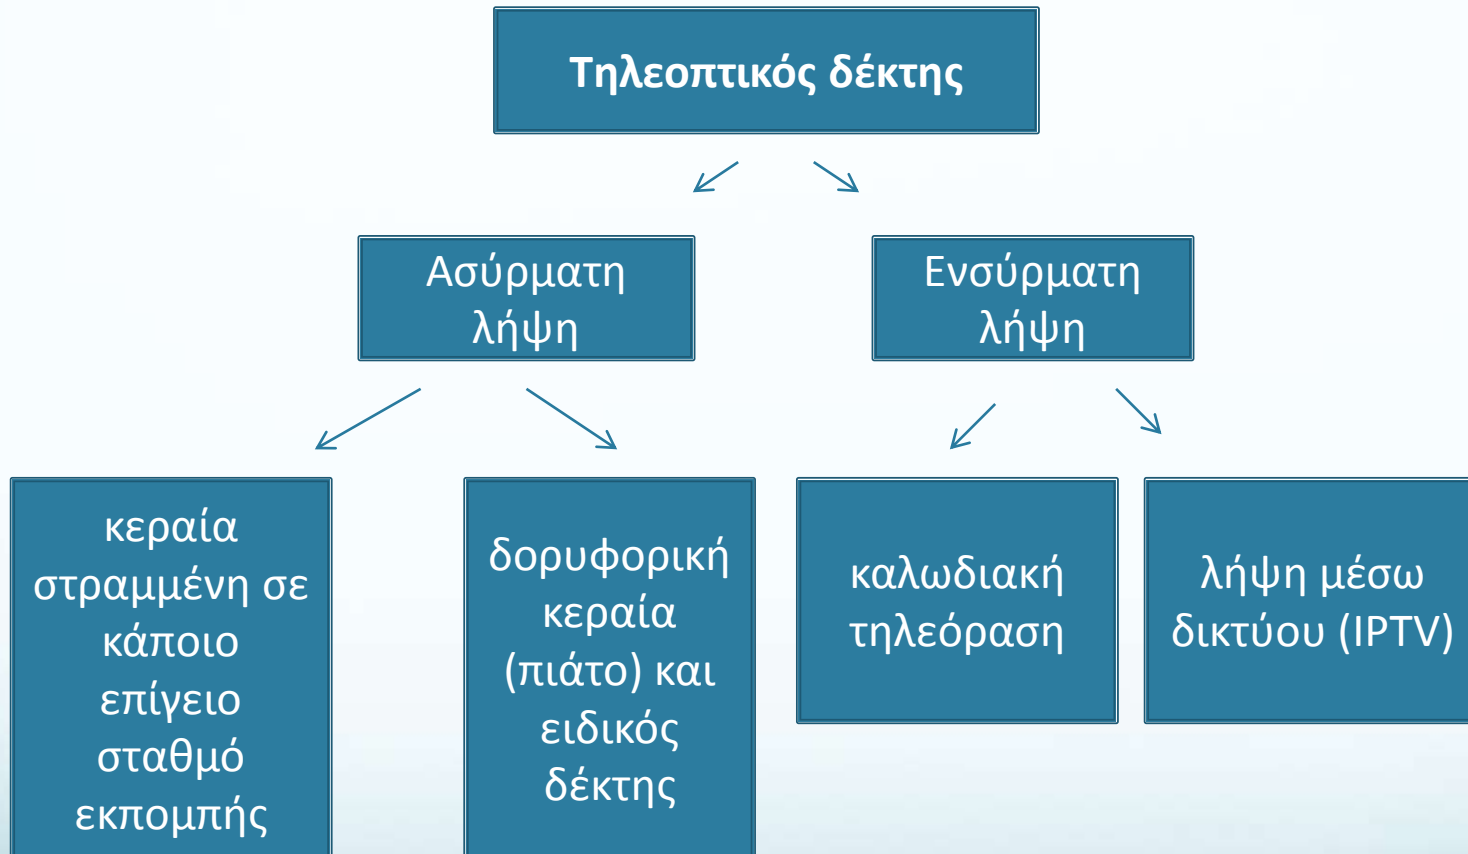 Τηλεοπτικός δέκτης
Ασύρματη
λήψη
Ενσύρματη
λήψη
κεραία
στραμμένη σε
κάποιο
επίγειο
σταθμό
εκπομπής
δορυφορική
κεραία
(πιάτο) και
ειδικός
δέκτης
καλωδιακή
τηλεόραση
λήψη μέσω
δικτύου (IPTV)